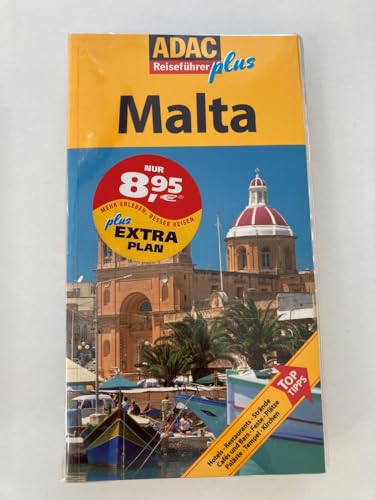 ADAC
Reiseführer plus
Malta
NUR
8,95
€
MEHR ERLEBEN, BESSER REISEN.
plus
EXTRA
PLAN
TOP
TIPPS
Hotels · Restaurants · Strände
Cafés und Bars · Feste · Plätze
Paläste · Tempel · Kirchen